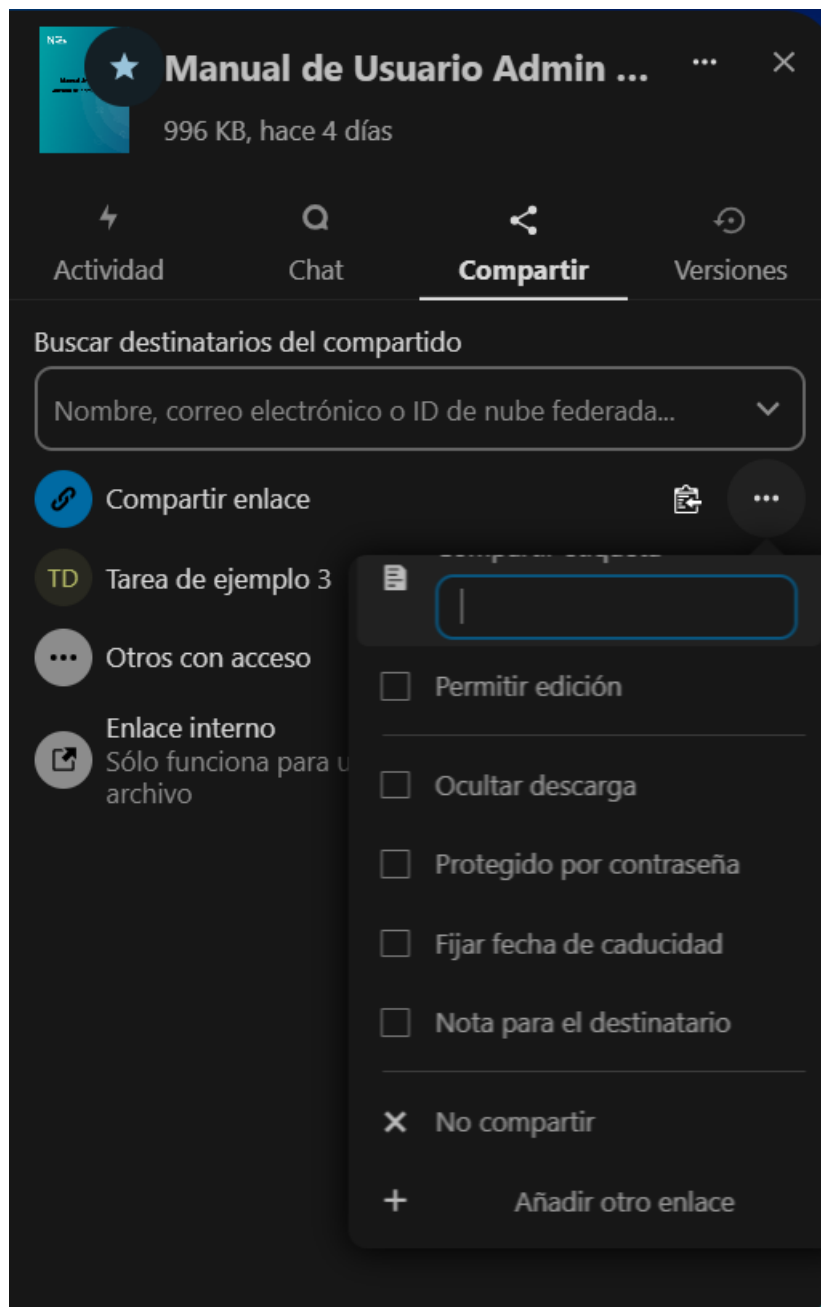 Manual de Usuario Admin ...
996 KB, hace 4 días
Actividad
Chat
Compartir
Versiones
Buscar destinatarios del compartido
Nombre, correo electrónico o ID de nube federada...
Compartir enlace
TD Tarea de ejemplo 3
Otros con acceso
Enlace interno
Sólo funciona para u
archivo
Permitir edición
Ocultar descarga
Protegido por contraseña
Fijar fecha de caducidad
Nota para el destinatario
No compartir
Añadir otro enlace